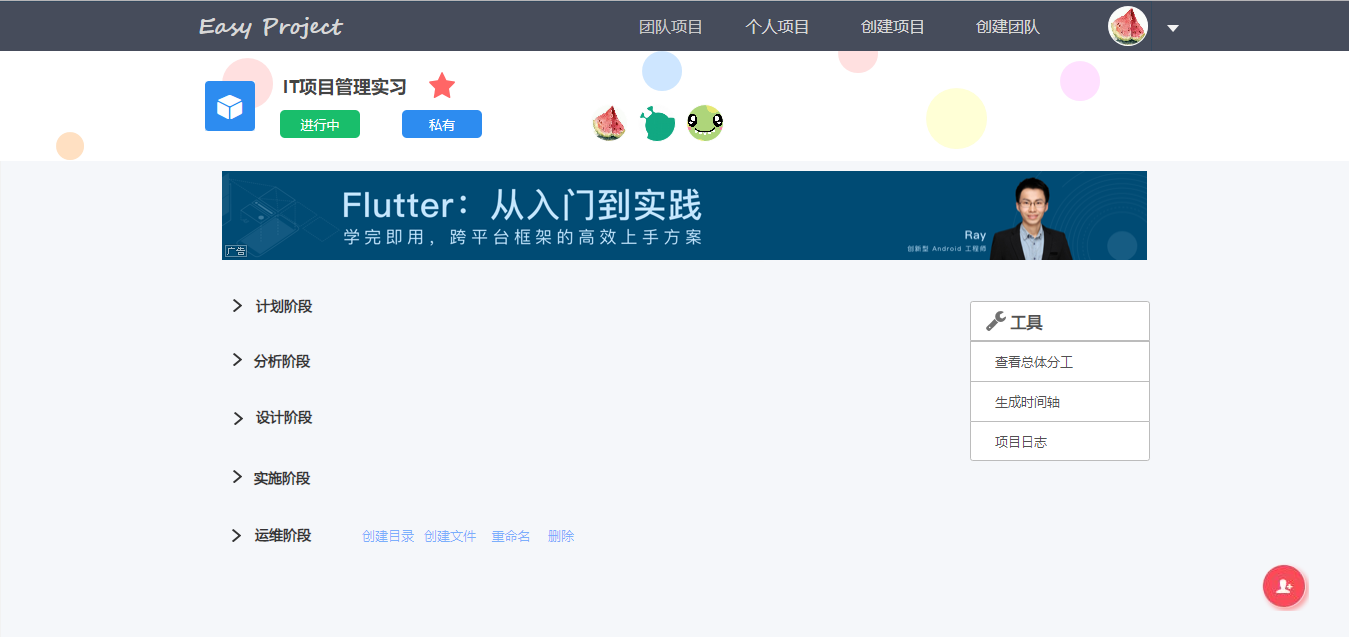 Easy Project
团队项目
个人项目
创建项目
创建团队
IT项目管理实习
进行中
私有
Flutter：从入门到实践
学完即用，跨平台框架的高效上手方案
Ray
创新型 Android 工程师
广告
计划阶段
工具
分析阶段
查看总体分工
生成时间轴
设计阶段
项目日志
实施阶段
运维阶段
创建目录 创建文件 重命名 删除